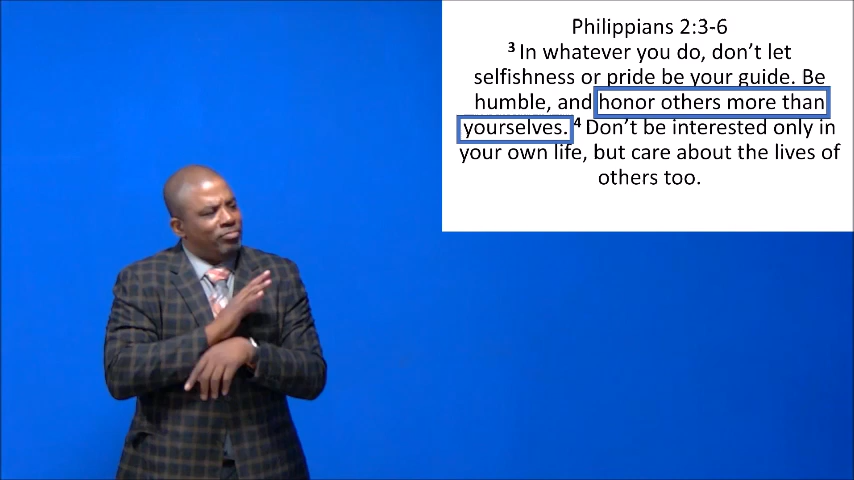 Philippians 2:3-6
³ In whatever you do, don’t let
selfishness or pride be your guide. Be
humble, and honor others more than
yourselves. ⁴ Don’t be interested only in
your own life, but care about the lives of
others too.